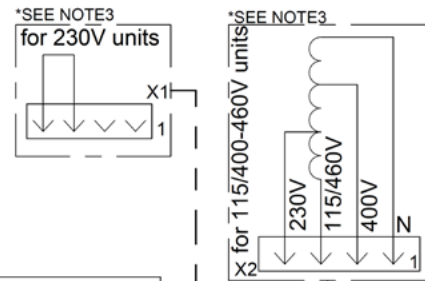 *SEE NOTE3
for 230V units
X1
1
*SEE NOTE3
for 115/400-460V units
230V
115/460V
400V
N
X2
1